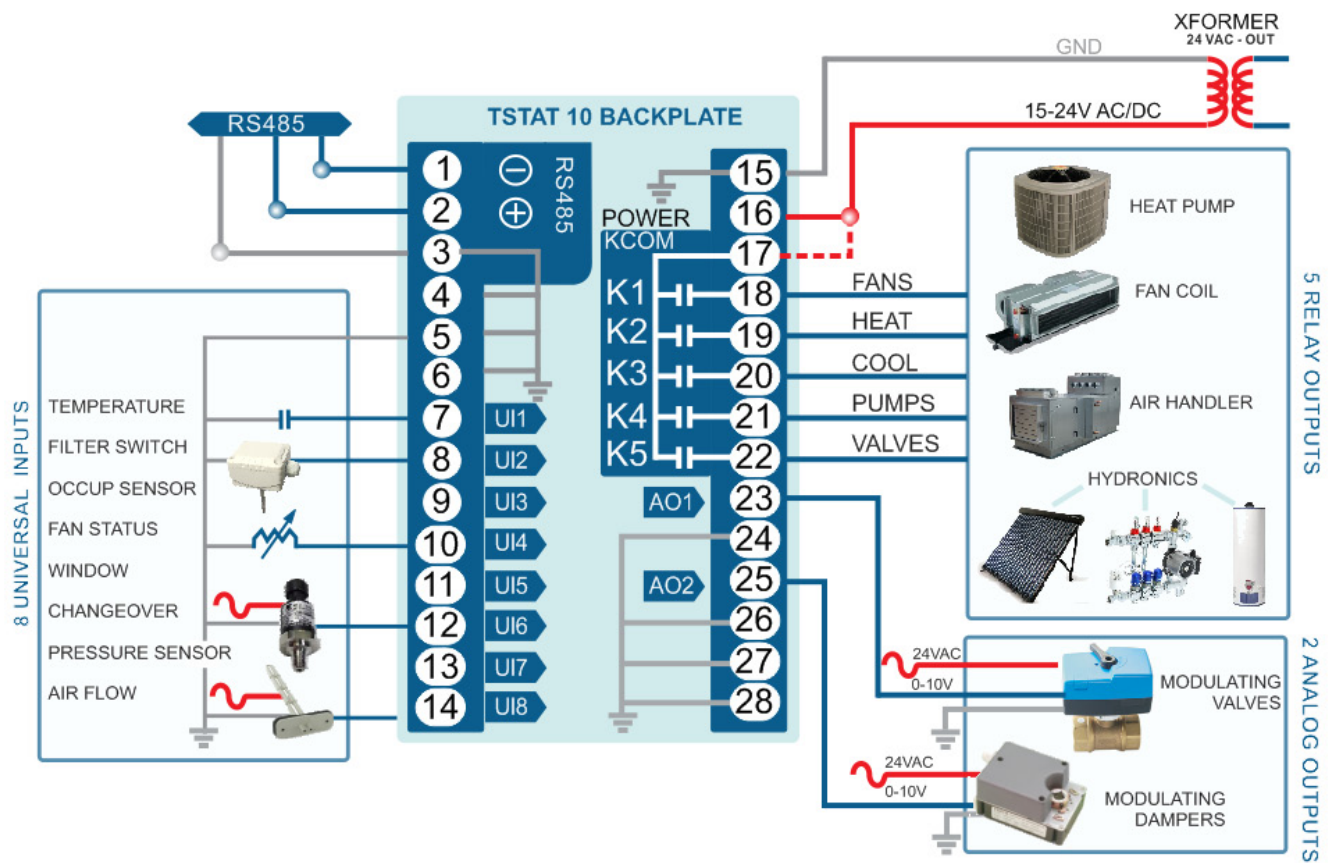 XFORMER
24 VAC - OUT
GND
15-24V AC/DC
TSTAT 10 BACKPLATE
RS485
1
2
3
4
5
6
7
8
9
10
11
12
13
14
RS485
UI1
UI2
UI3
UI4
UI5
UI6
UI7
UI8
POWER
KCOM
K1
K2
K3
K4
K5
AO1
AO2
15
16
17
18
19
20
21
22
23
24
25
26
27
28
FANS
HEAT
COOL
PUMPS
VALVES
8 UNIVERSAL INPUTS
TEMPERATURE
FILTER SWITCH
OCCUP SENSOR
FAN STATUS
WINDOW
CHANGEOVER
PRESSURE SENSOR
AIR FLOW
HEAT PUMP
FAN COIL
AIR HANDLER
HYDRONICS
5 RELAY OUTPUTS
24VAC
0-10V
MODULATING
VALVES
24VAC
0-10V
MODULATING
DAMPERS
2 ANALOG OUTPUTS